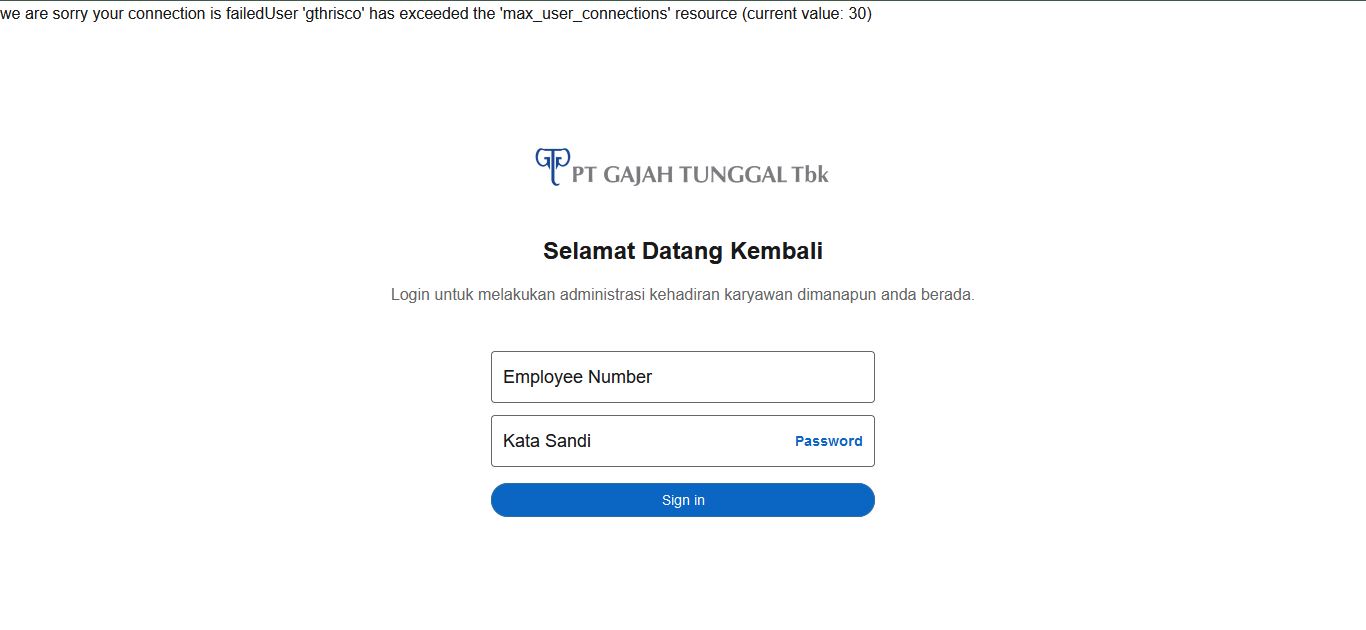 we are sorry your connection is failedUser 'gthrisco' has exceeded the 'max_user_connections' resource (current value: 30)
PT GAJAH TUNGGAL Tbk
Selamat Datang Kembali
Login untuk melakukan administrasi kehadiran karyawan dimanapun anda berada.
Employee Number
Kata Sandi Password
Sign in